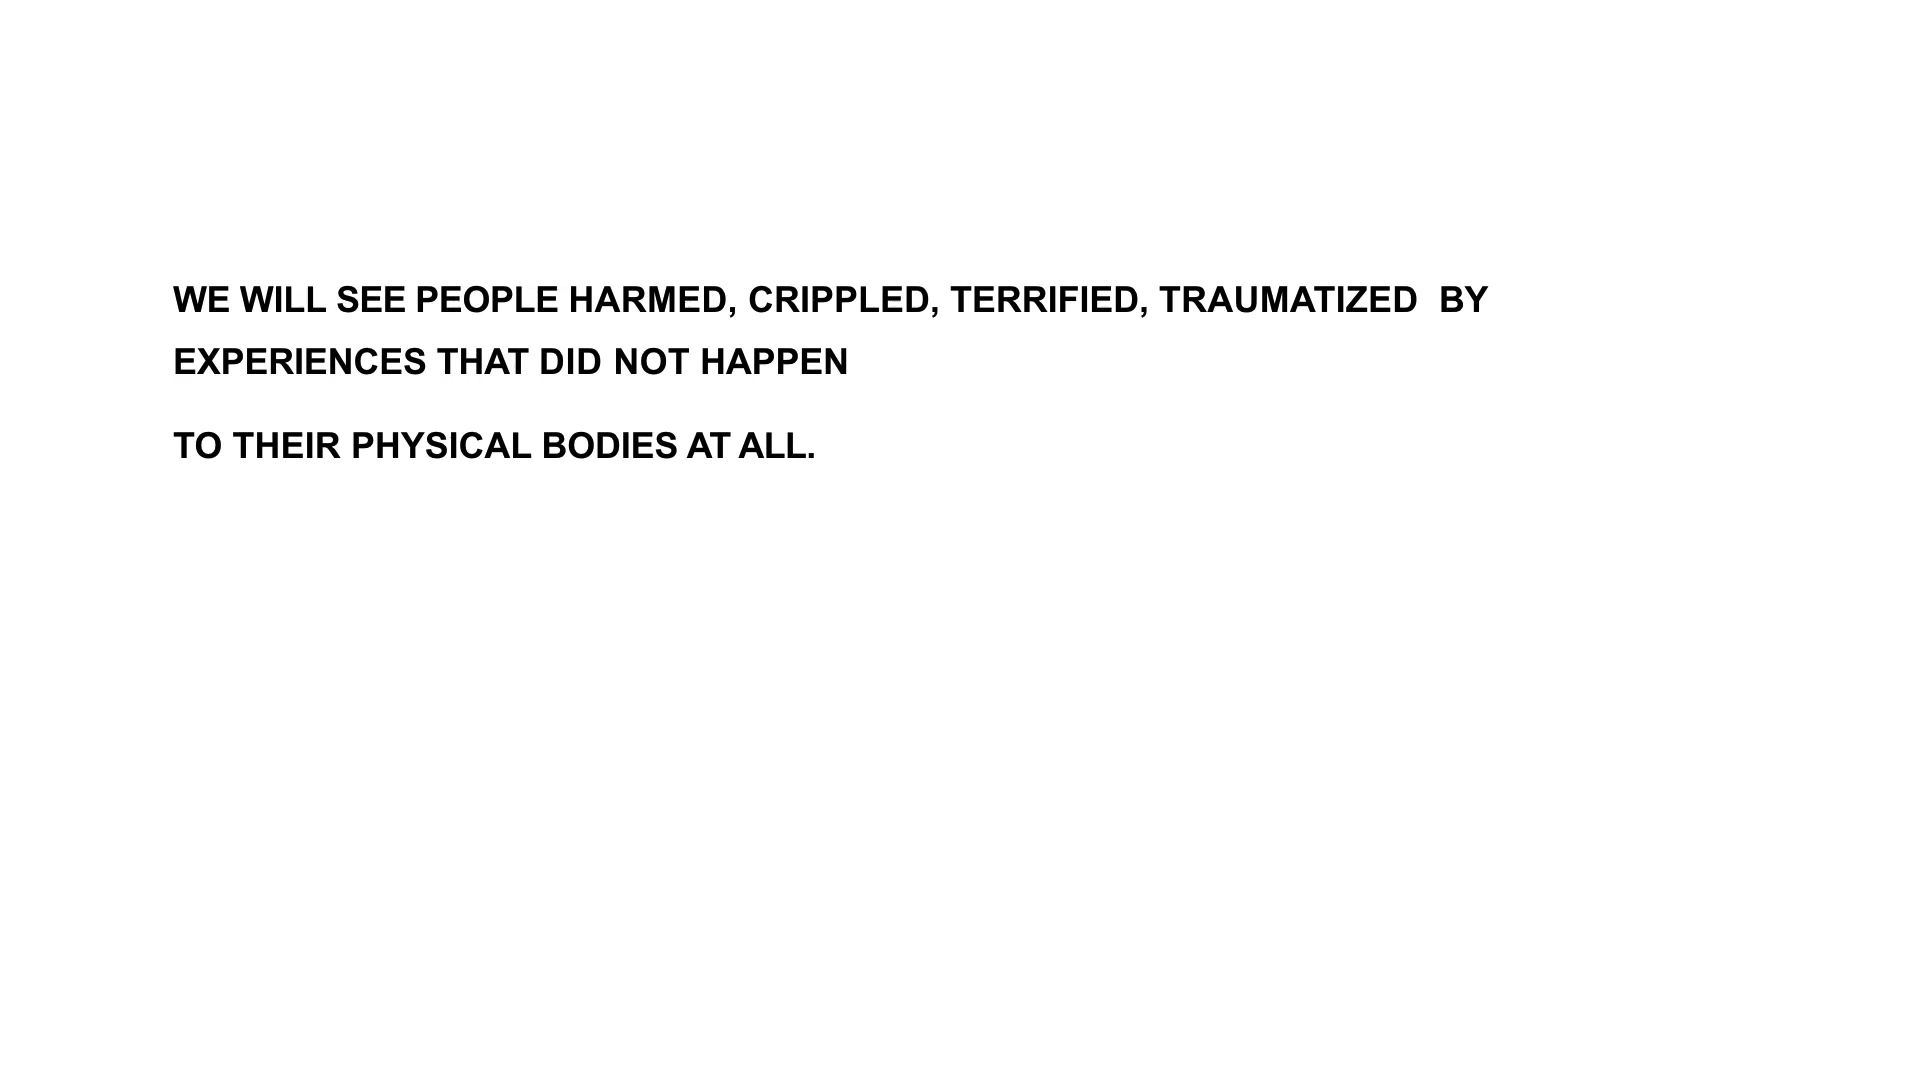 WE WILL SEE PEOPLE HARMED, CRIPPLED, TERRIFIED, TRAUMATIZED  BY
EXPERIENCES THAT DID NOT HAPPEN
TO THEIR PHYSICAL BODIES AT ALL.